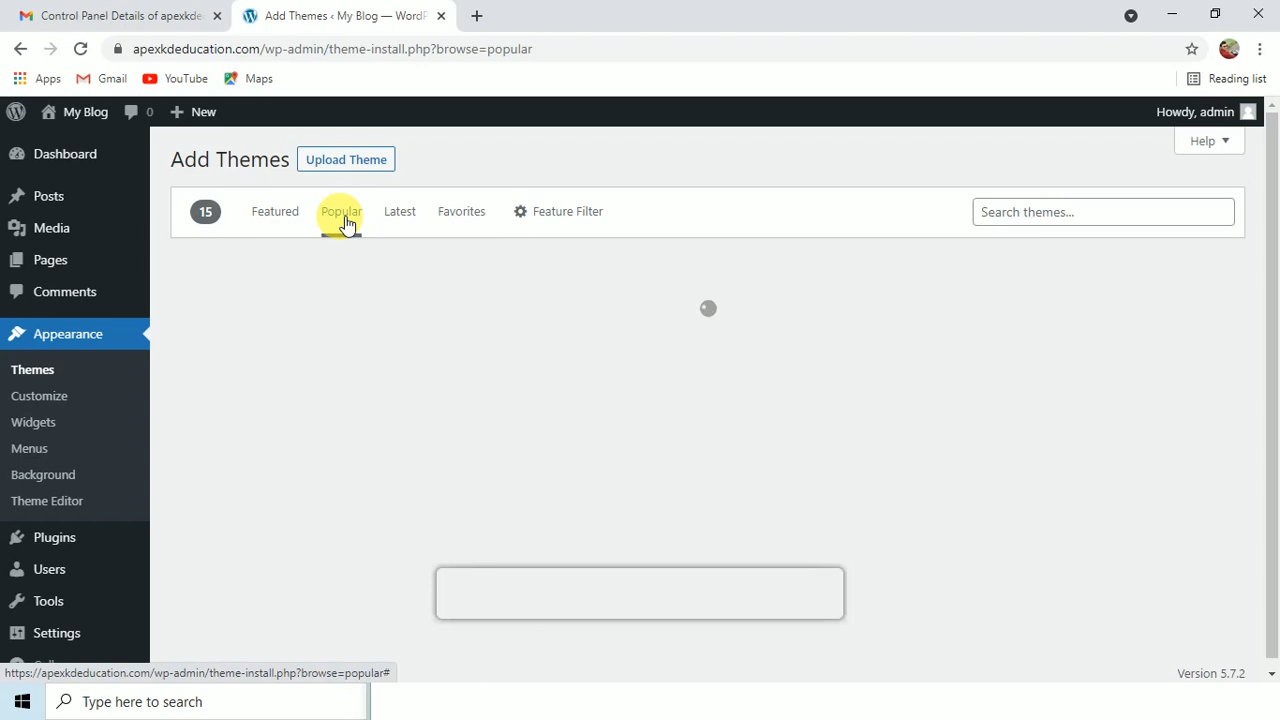 Control Panel Details of apexkde
Add Themes ‹ My Blog — WordP
apexkdeducation.com/wp-admin/theme-install.php?browse=popular
Apps
Gmail
YouTube
Maps
Reading list
My Blog
0
New
Howdy, admin
Dashboard
Posts
Media
Pages
Comments
Appearance
Themes
Customize
Widgets
Menus
Background
Theme Editor
Plugins
Users
Tools
Settings
Add Themes
Upload Theme
Help
15
Featured
Popular
Latest
Favorites
Feature Filter
Search themes...
https://apexkdeducation.com/wp-admin/theme-install.php?browse=popular#
Version 5.7.2
Type here to search